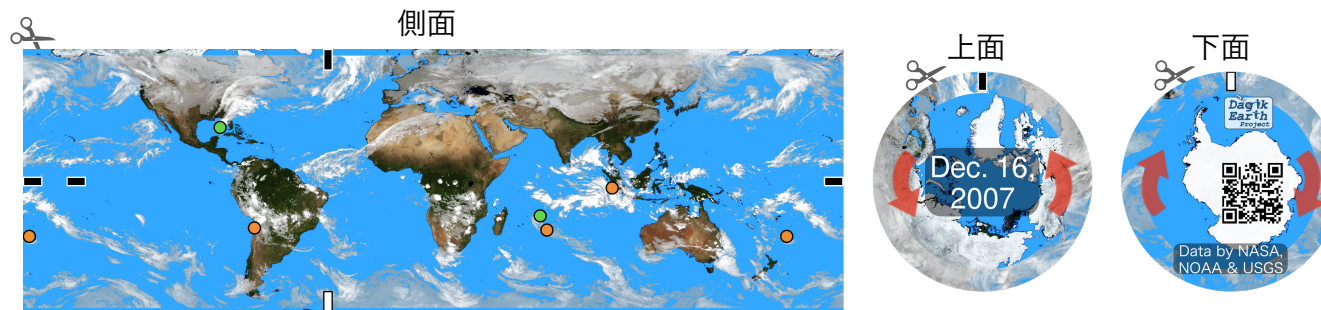 側面
上面
下面
Dec. 16,
2007
Dagik
Earth
Project
Data by NASA,
NOAA & USGS